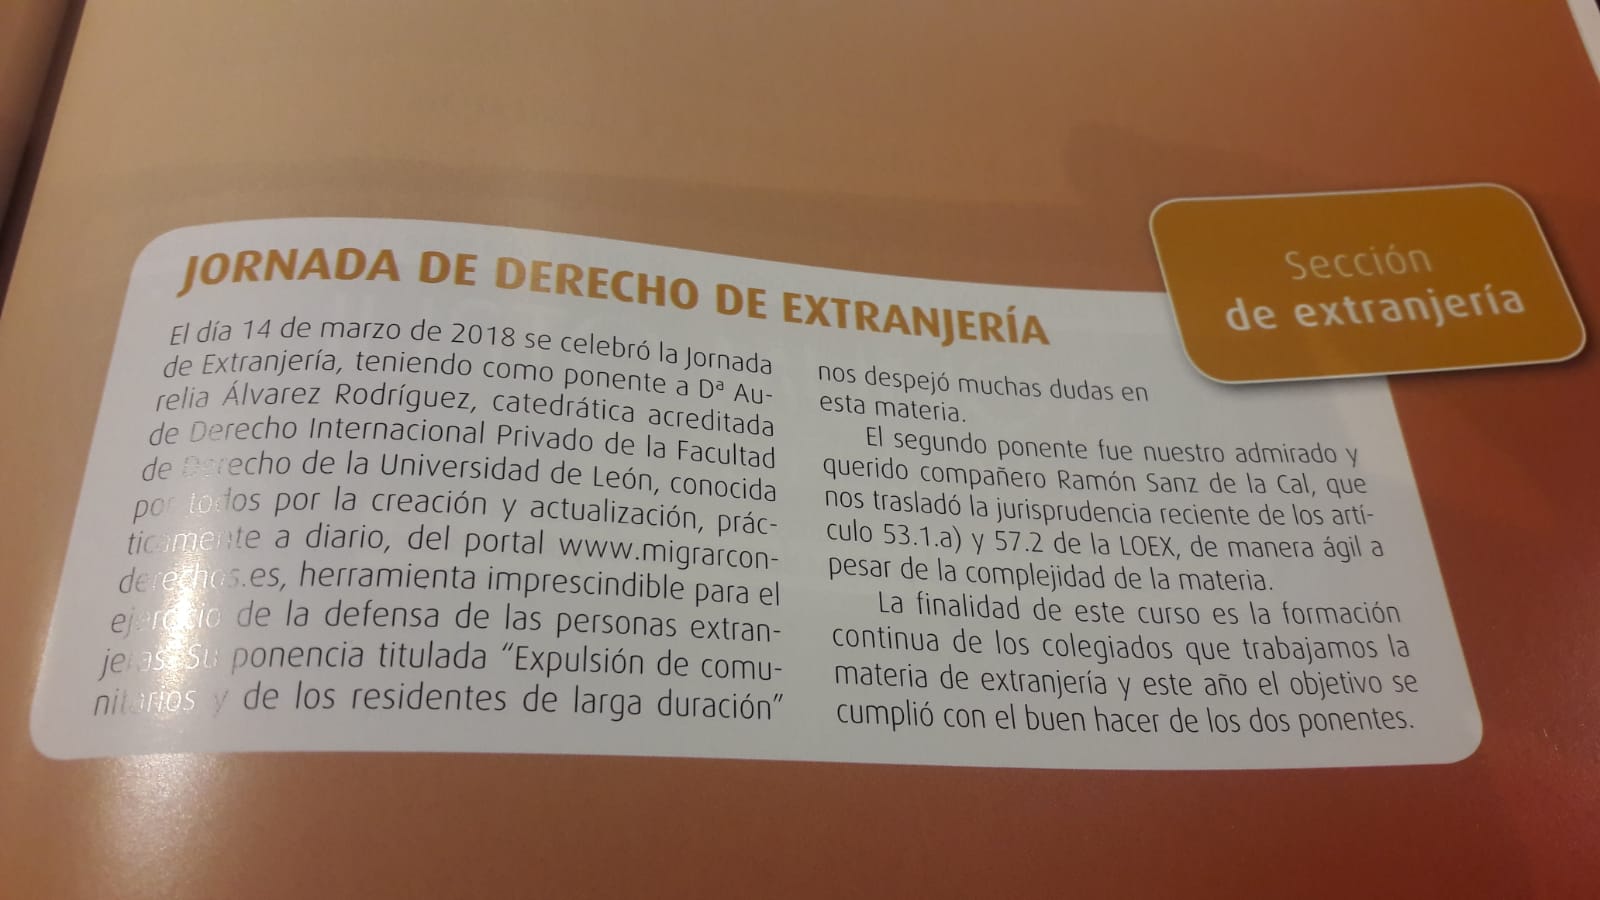 Sección
de extranjería
JORNADA DE DERECHO DE EXTRANJERÍA
El día 14 de marzo de 2018 se celebró la Jornada
de Extranjería, teniendo como ponente a Dª Au-
relia Álvarez Rodríguez, catedrática acreditada
de Derecho Internacional Privado de la Facultad
de Derecho de la Universidad de León, conocida
por todos por la creación y actualización, prác-
ticamente a diario, del portal www.migrarcon-
derechos.es, herramienta imprescindible para el
ejercicio de la defensa de las personas extran-
jeras. Su ponencia titulada “Expulsión de comu-
nitarios y de los residentes de larga duración”
nos despejó muchas dudas en
esta materia.
El segundo ponente fue nuestro admirado y
querido compañero Ramón Sanz de la Cal, que
nos trasladó la jurisprudencia reciente de los artí-
culo 53.1.a) y 57.2 de la LOEX, de manera ágil a
pesar de la complejidad de la materia.
La finalidad de este curso es la formación
continua de los colegiados que trabajamos la
materia de extranjería y este año el objetivo se
cumplió con el buen hacer de los dos ponentes.